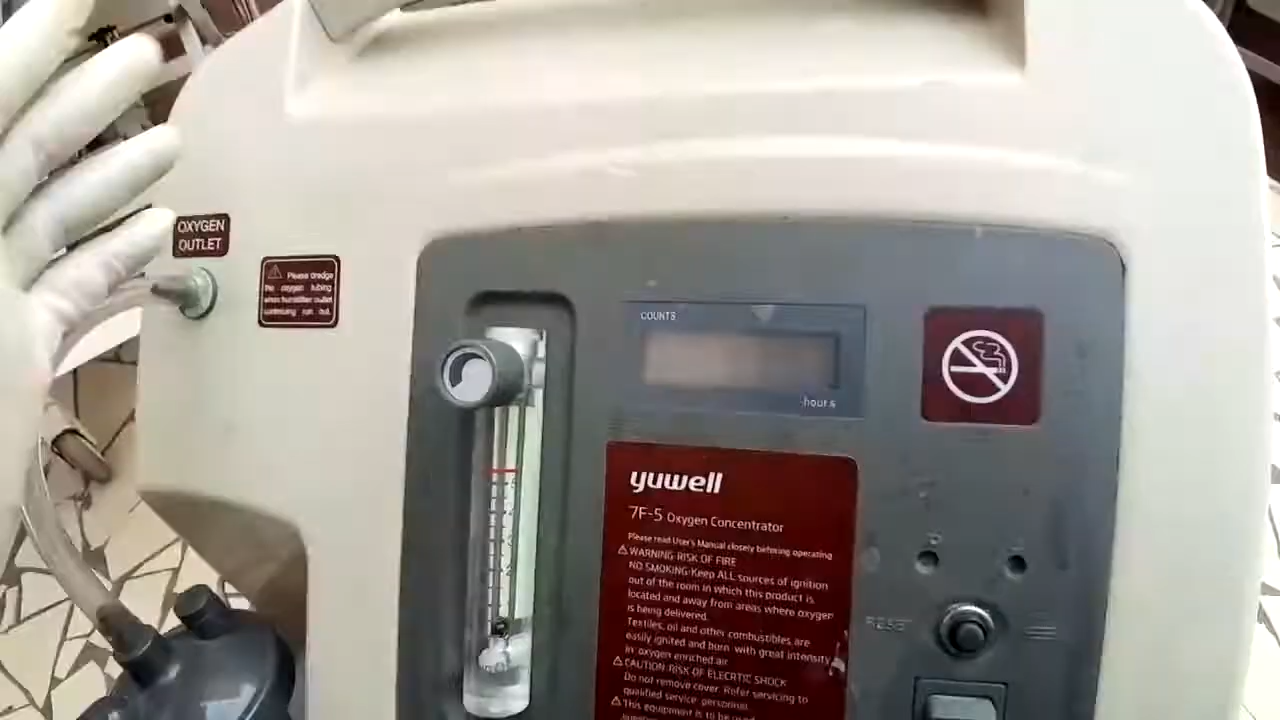 OXYGEN
OUTLET
Please dredge
the oxygen tubing
when humidifier outlet
continuing run out.
COUNTS
hours
yuwell
7F-5 Oxygen Concentrator
Please read User's Manual closely beforing operating
WARNING-RISK OF FIRE
NO SMOKING-Keep ALL sources of ignition
out of the room in which this product is
located and away from areas where oxygen
is being delivered.
Textiles, oil and other combustibles are
easily ignited and burn with great intensity
in oxygen enriched air
CAUTION-RISK OF ELECRTIC SHOCK
Do not remove cover. Refer servicing to
qualified service personnal.
This equipment is to be used
RESET